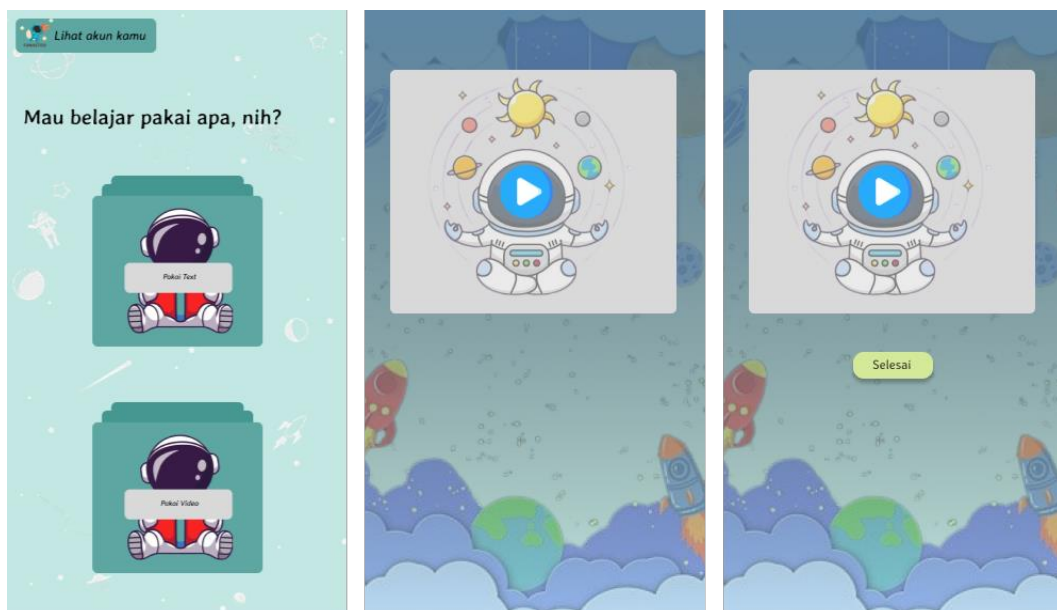 Lihat akun kamu
Mau belajar pakai apa, nih?
Pakai Text
Pakai Video
Selesai